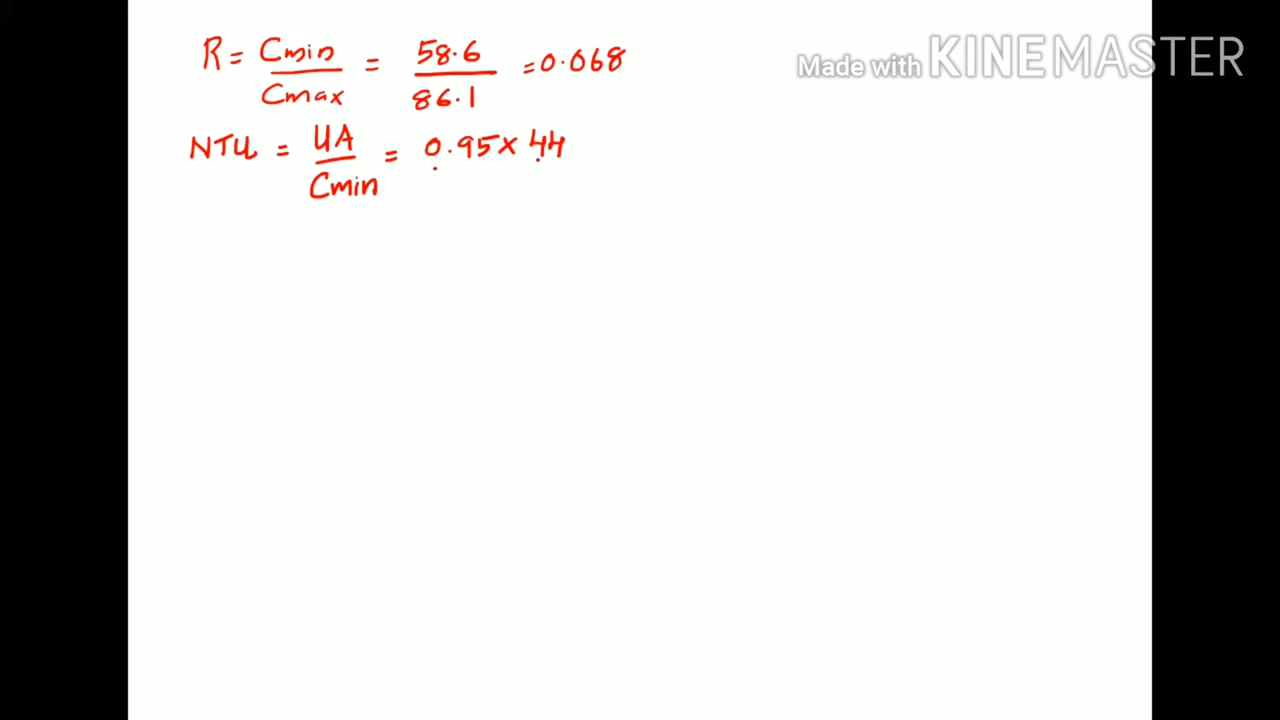 R = Cmin / Cmax = 58.6 / 86.1 = 0.068
Made with KINEMASTER
NTU = UA / Cmin = 0.95 × 44